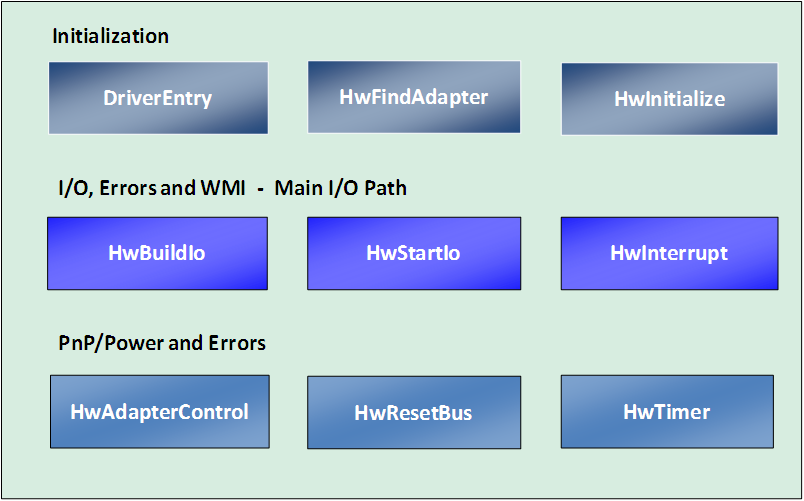 Initialization
DriverEntry
HwFindAdapter
HwInitialize
I/O, Errors and WMI - Main I/O Path
HwBuildIo
HwStartIo
HwInterrupt
PnP/Power and Errors
HwAdapterControl
HwResetBus
HwTimer